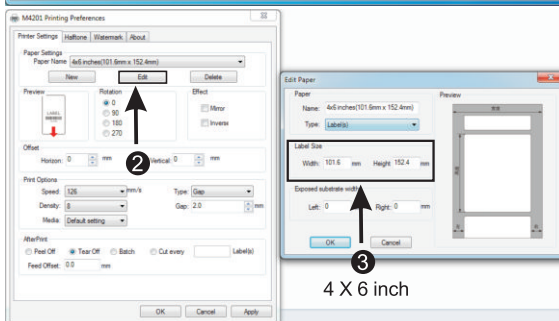 M4201 Printing Preferences
Printer Settings Halftone Watermark About
Paper Settings
Paper Name 4x6 inches(101.6mm x 152.4mm)
New Edit Delete
Preview Rotation Effect
LABEL
0
90
180
270
Mirror
Inverse
Offset
Horizon: 0 mm Vertical: 0 mm
2
Print Options
Speed: 126 mm/s Type: Gap
Density: 8 Gap: 2.0 mm
Media: Default setting
AfterPrint
Peel Off Tear Off Batch Cut every Label(s)
Feed Offset: 0.0 mm
OK Cancel Apply
Edit Paper
Paper Preview
Name: 4x6 inches(101.6mm x 152.4mm)
Type: Label(s)
Label Size
Width: 101.6 mm Height 152.4 mm
Exposed substrate width
Left: 0 Right: 0 mm
OK Cancel
3
4 X 6 inch